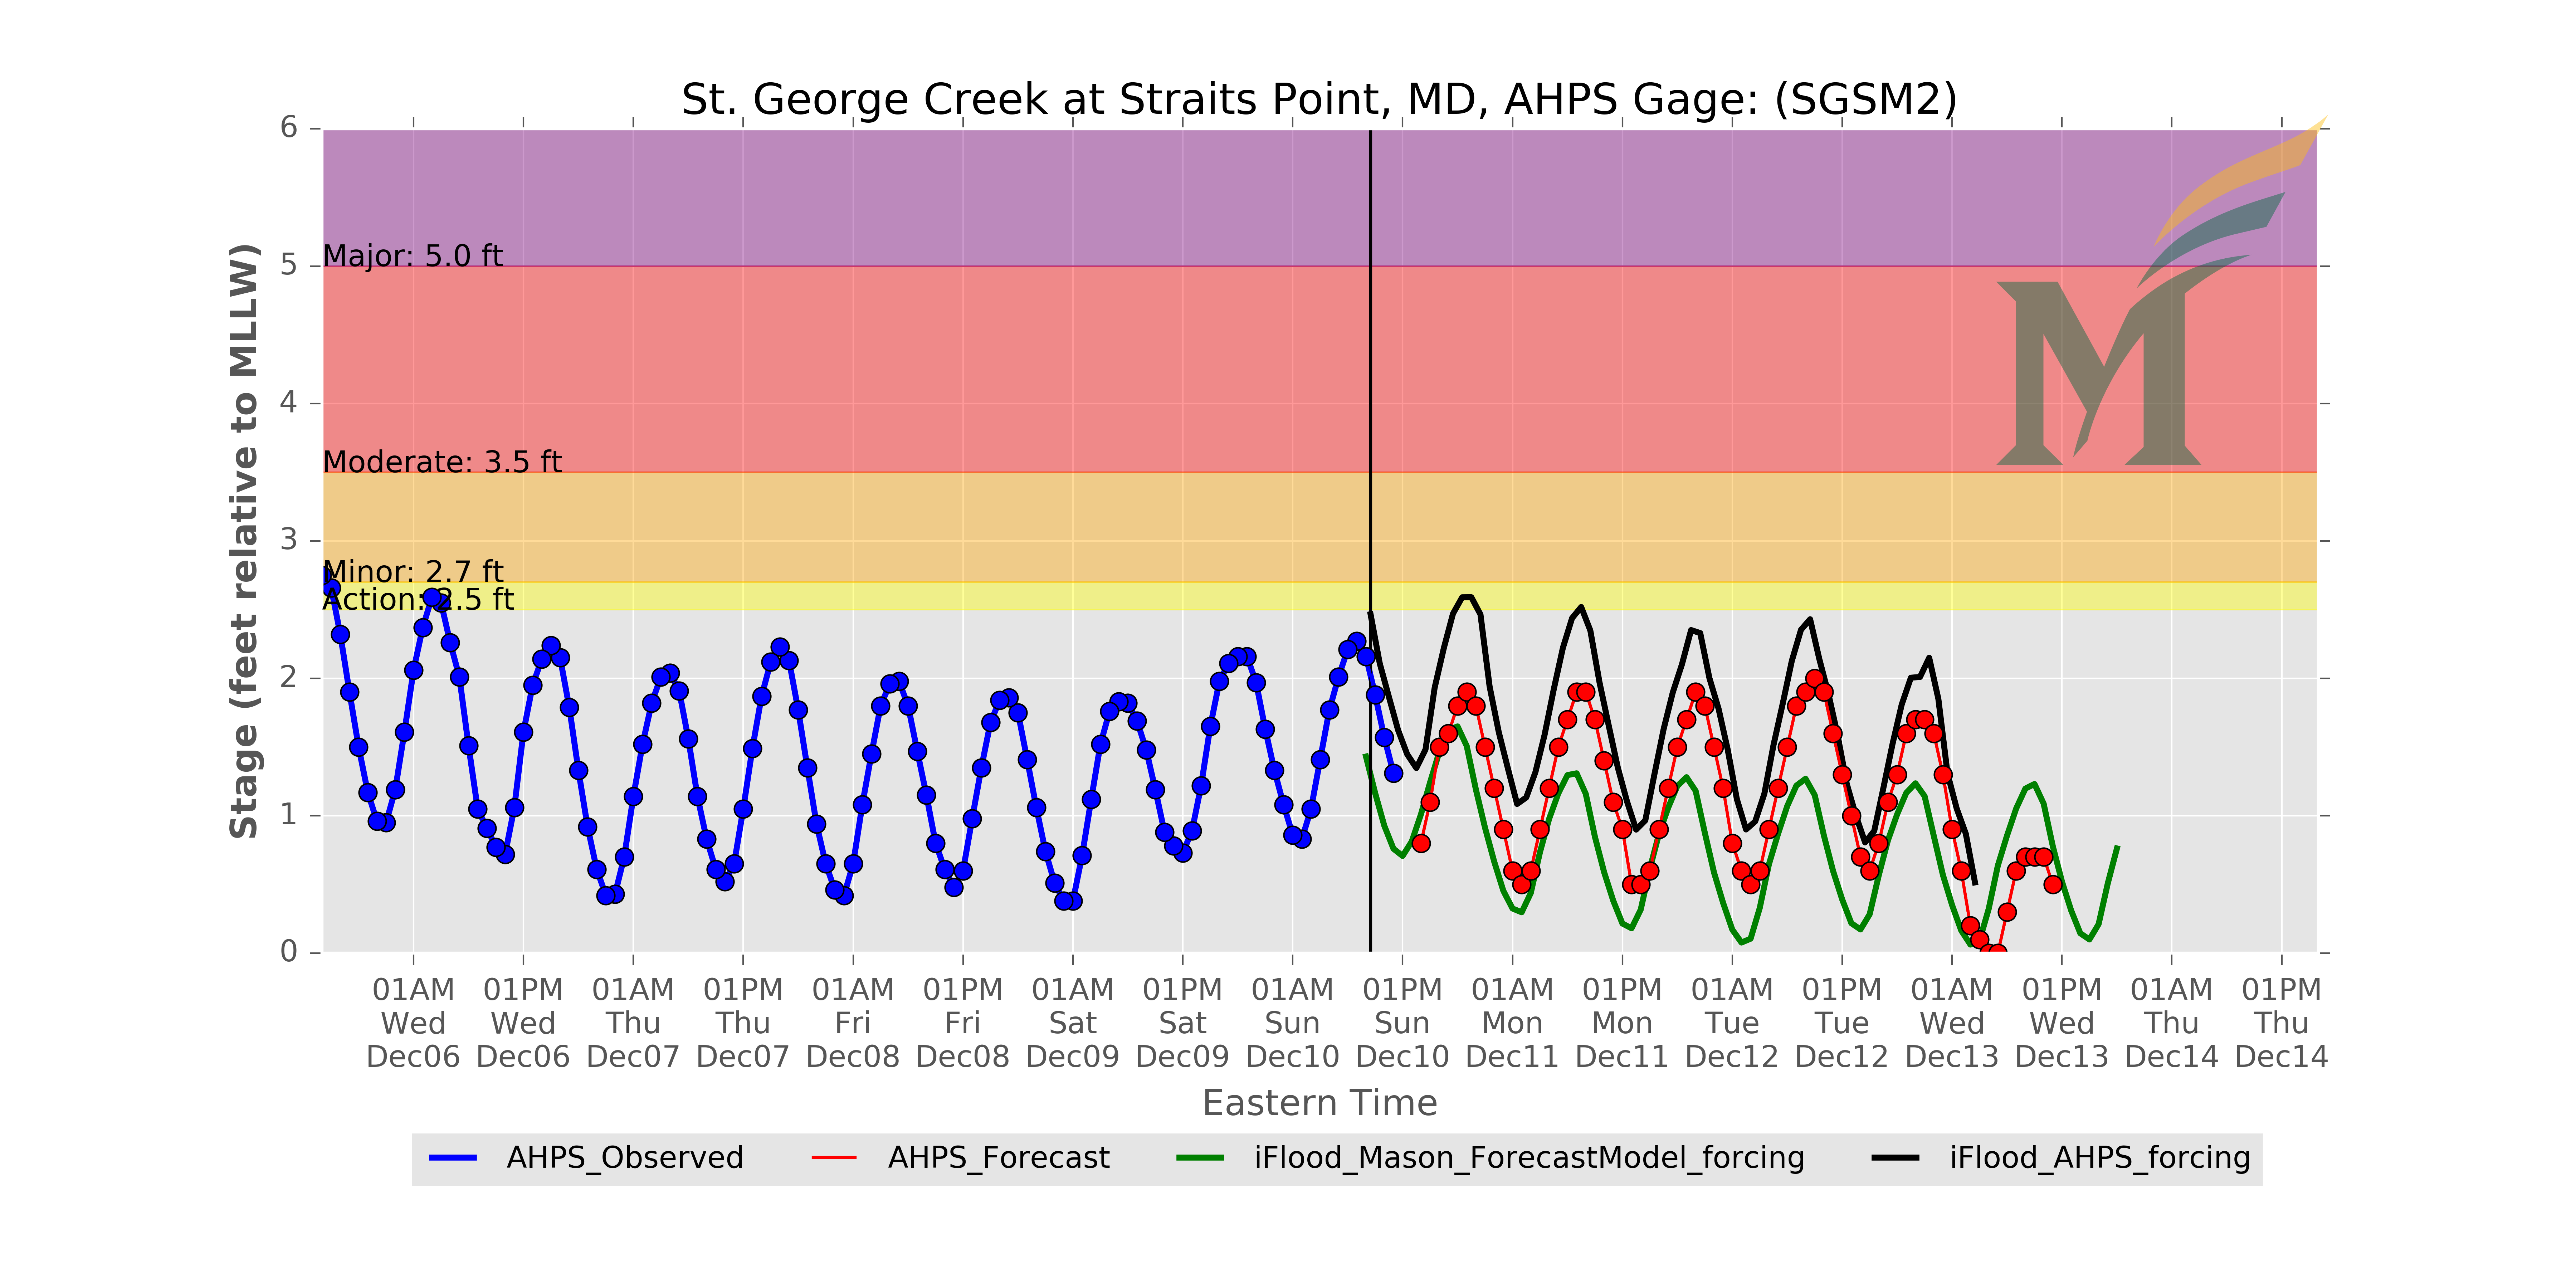 St. George Creek at Straits Point, MD, AHPS Gage: (SGSM2)
Stage (feet relative to MLLW)
6
5
4
3
2
1
0
Major: 5.0 ft
Moderate: 3.5 ft
Minor: 2.7 ft
Action: 2.5 ft
M
01AM Wed Dec06
01PM Wed Dec06
01AM Thu Dec07
01PM Thu Dec07
01AM Fri Dec08
01PM Fri Dec08
01AM Sat Dec09
01PM Sat Dec09
01AM Sun Dec10
01PM Sun Dec10
01AM Mon Dec11
01PM Mon Dec11
01AM Tue Dec12
01PM Tue Dec12
01AM Wed Dec13
01PM Wed Dec13
01AM Thu Dec14
01PM Thu Dec14
Eastern Time
AHPS_Observed
AHPS_Forecast
iFlood_Mason_ForecastModel_forcing
iFlood_AHPS_forcing